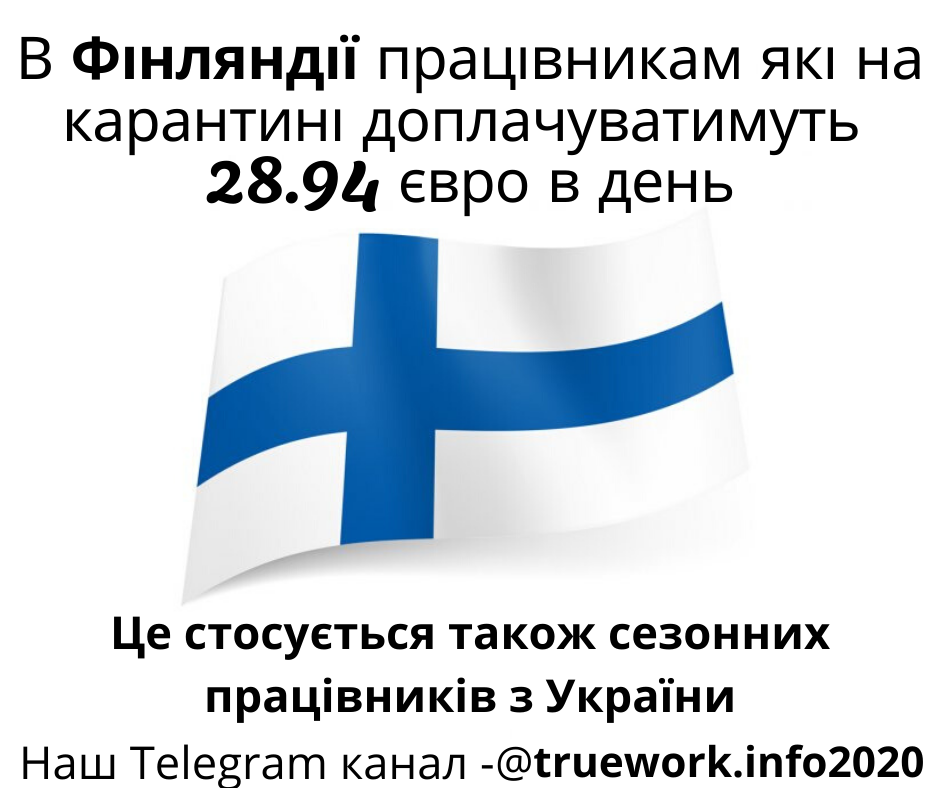 В Фінляндії працівникам які на
карантині доплачуватимуть
28.94 євро в день
Це стосується також сезонних
працівників з України
Наш Telegram канал -@truework.info2020